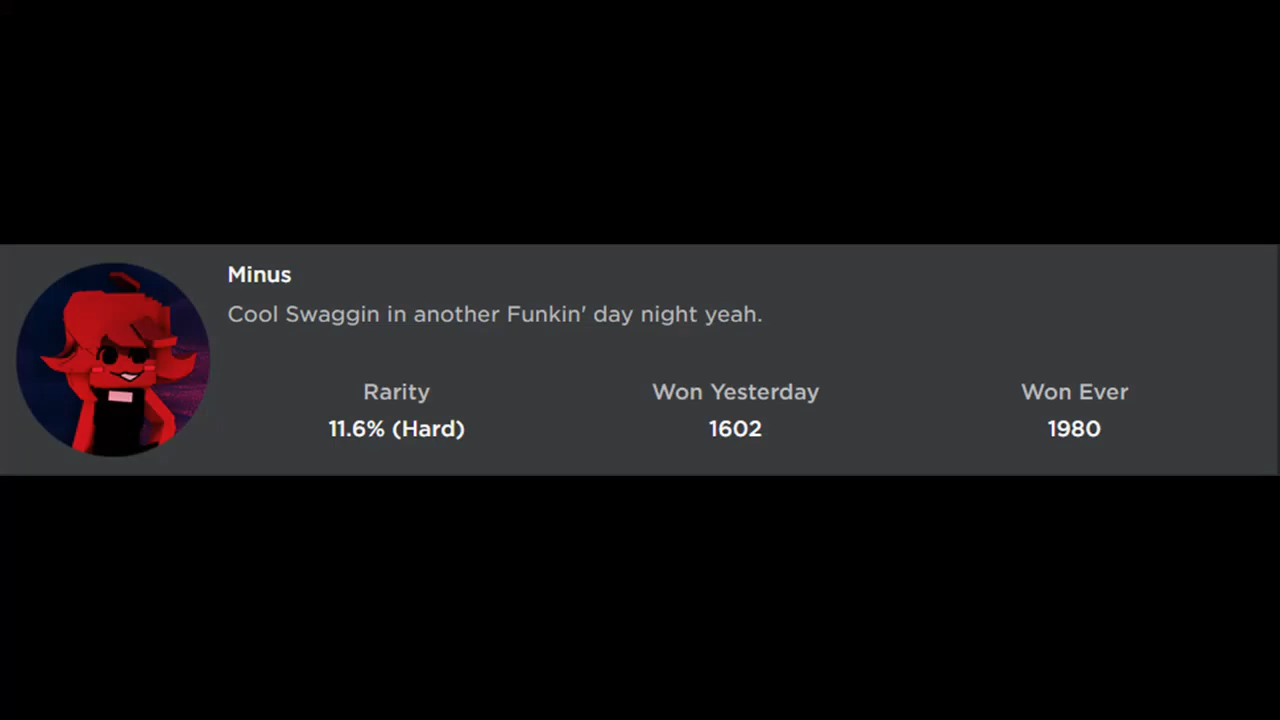 Minus
Cool Swaggin in another Funkin' day night yeah.
Rarity Won Yesterday Won Ever
11.6% (Hard) 1602 1980